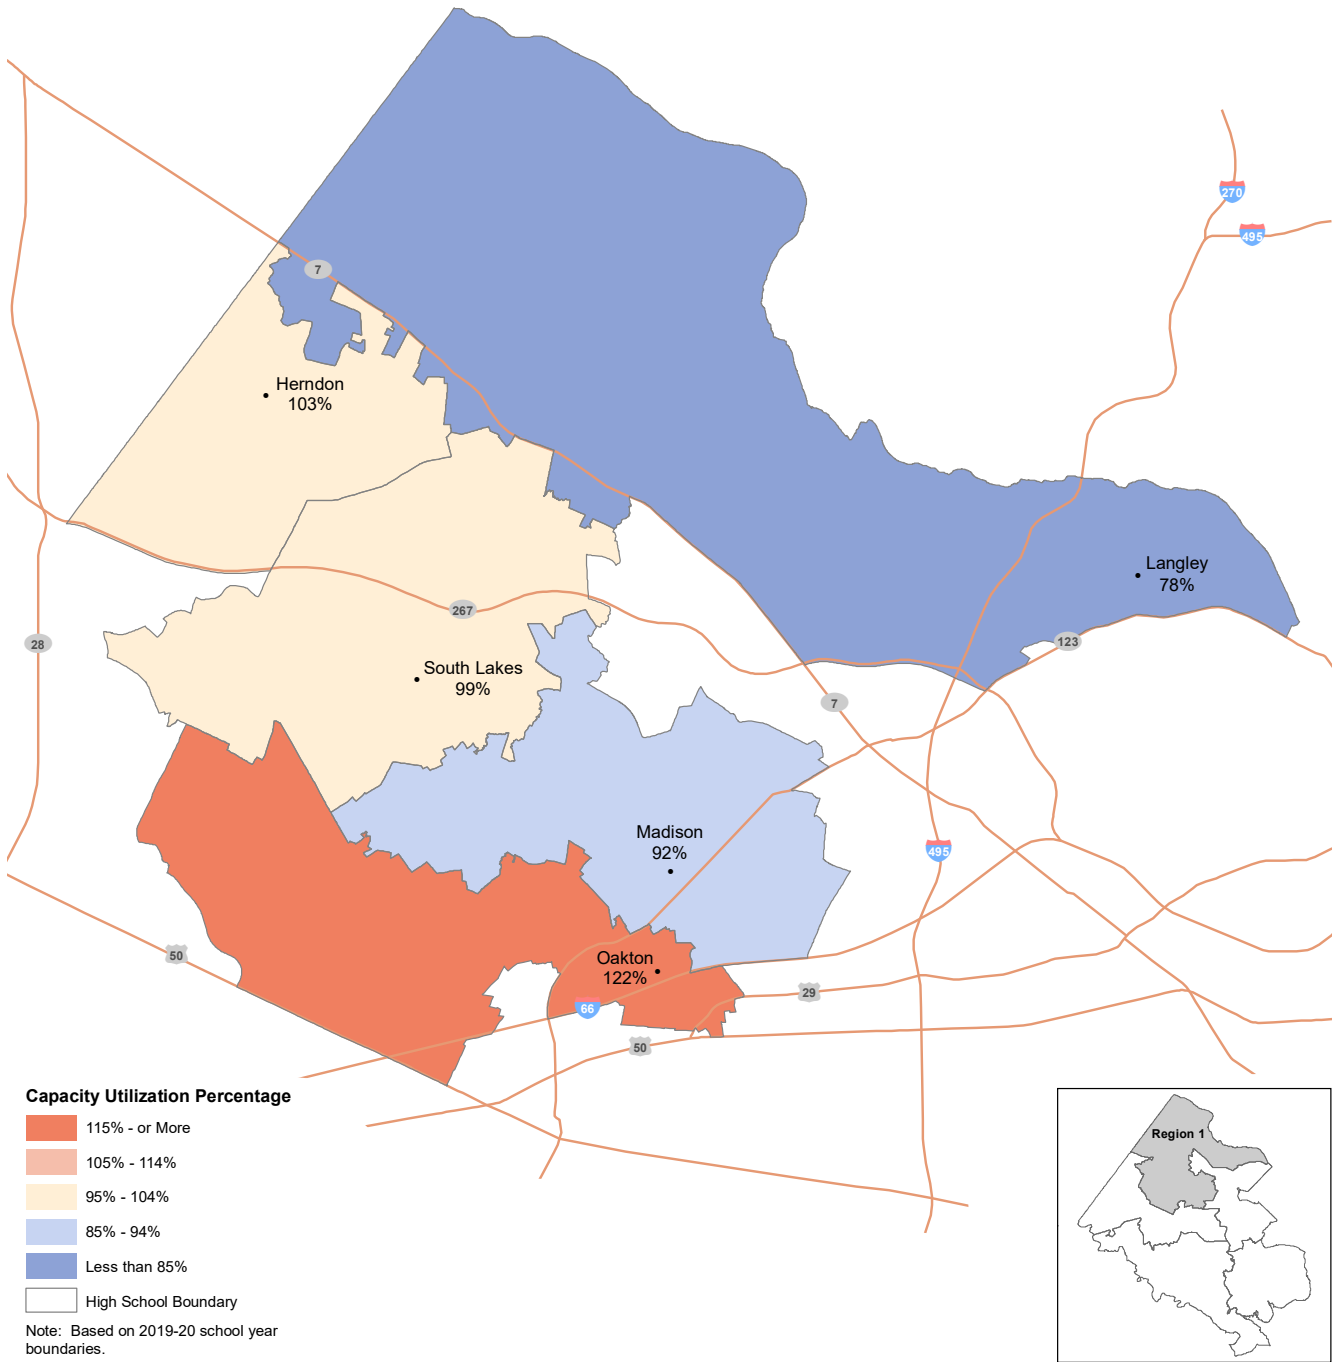 270
495
7
Herndon
103%
Langley
78%
267
123
28
South Lakes
99%
7
Madison
92%
495
50
Oakton
122%
29
66
50
Capacity Utilization Percentage
115% - or More
105% - 114%
95% - 104%
85% - 94%
Less than 85%
High School Boundary
Note:  Based on 2019-20 school year
boundaries.
Region 1